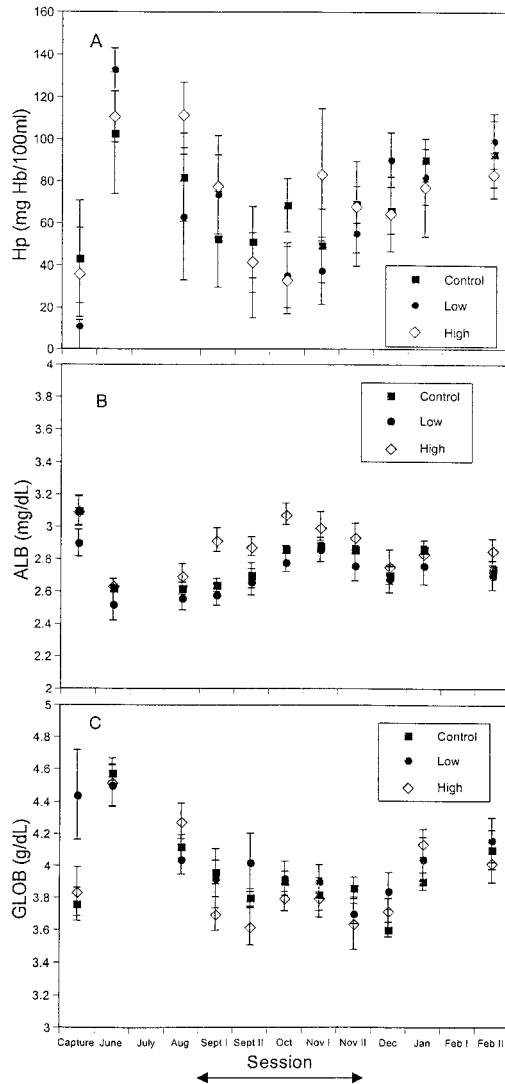 160
A
140
120
100
80
60
40
20
0
Hp (mg Hb/100ml)
Control
Low
High
4
B
3.8
3.6
3.4
3.2
3
2.8
2.6
2.4
2.2
2
ALB (mg/dL)
Control
Low
High
5
C
4.8
4.6
4.4
4.2
4
3.8
3.6
3.4
3.2
3
GLOB (g/dL)
Control
Low
High
Capture June July Aug Sept I Sept II Oct Nov I Nov II Dec Jan Feb I Feb II
Session